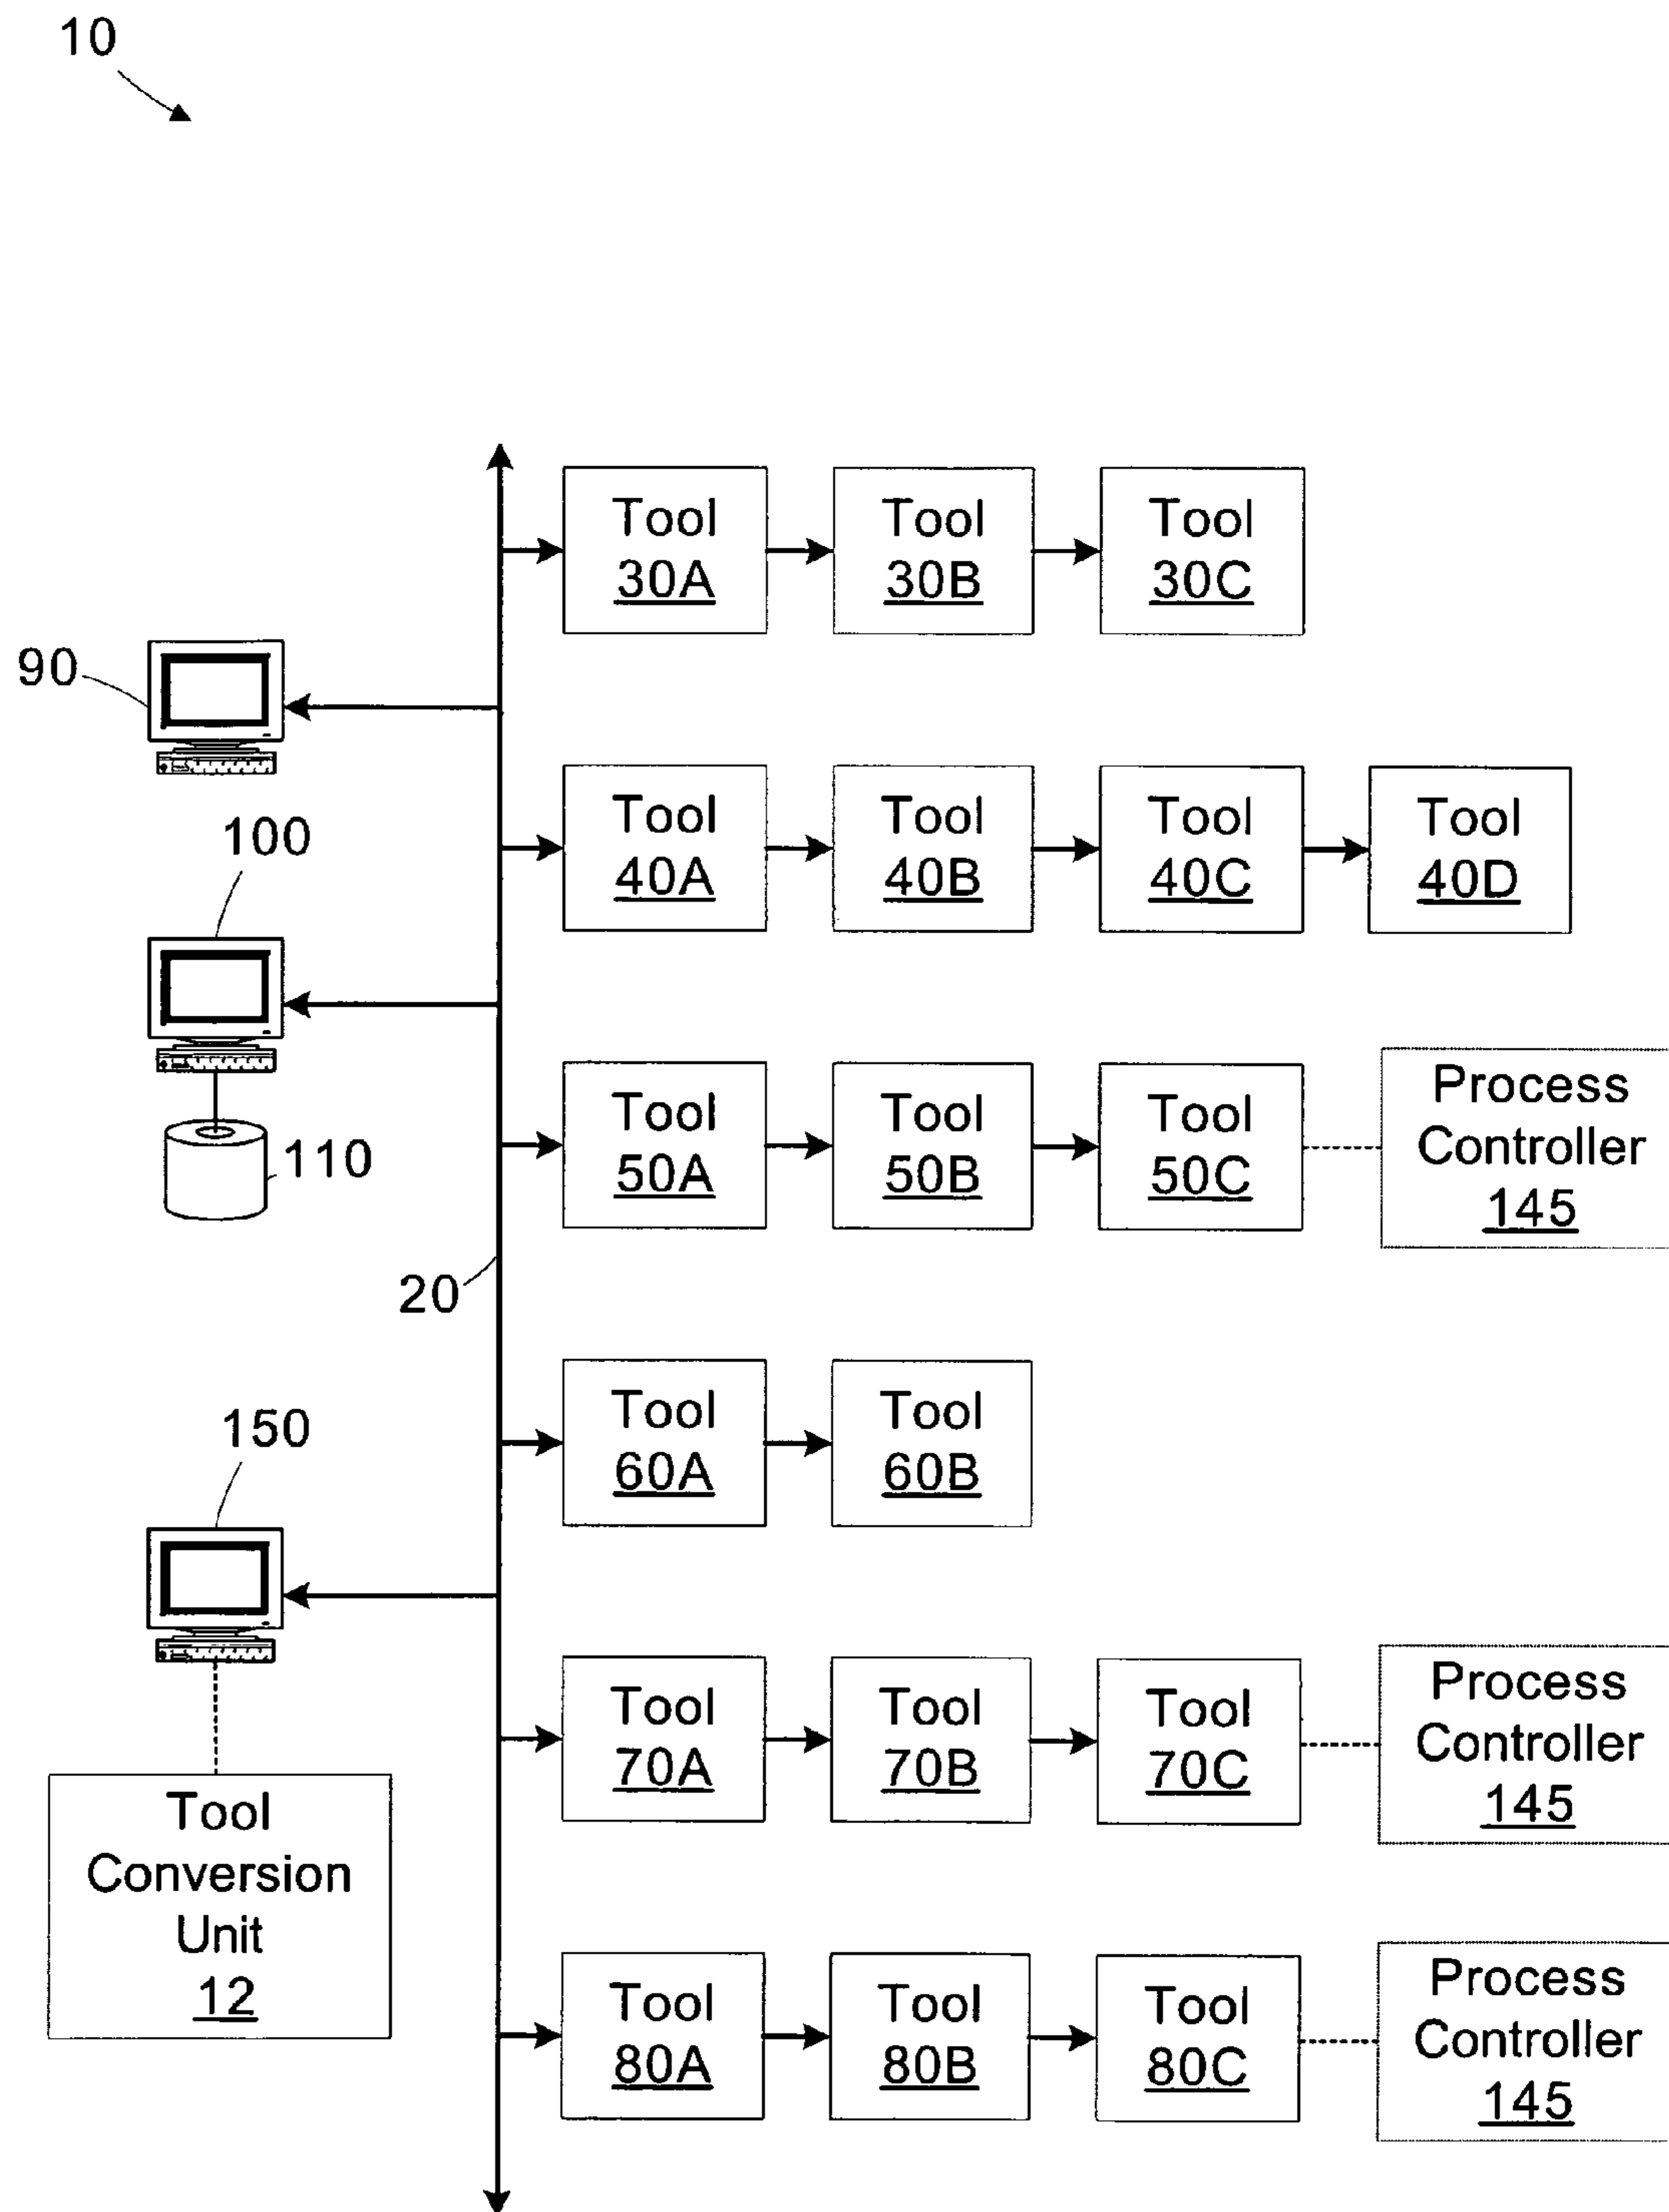 10
Tool
30A
Tool
30B
Tool
30C
90
Tool
40A
Tool
40B
Tool
40C
Tool
40D
100
Tool
50A
Tool
50B
Tool
50C
Process
Controller
145
110
20
Tool
60A
Tool
60B
150
Tool
70A
Tool
70B
Tool
70C
Process
Controller
145
Tool
Conversion
Unit
12
Tool
80A
Tool
80B
Tool
80C
Process
Controller
145